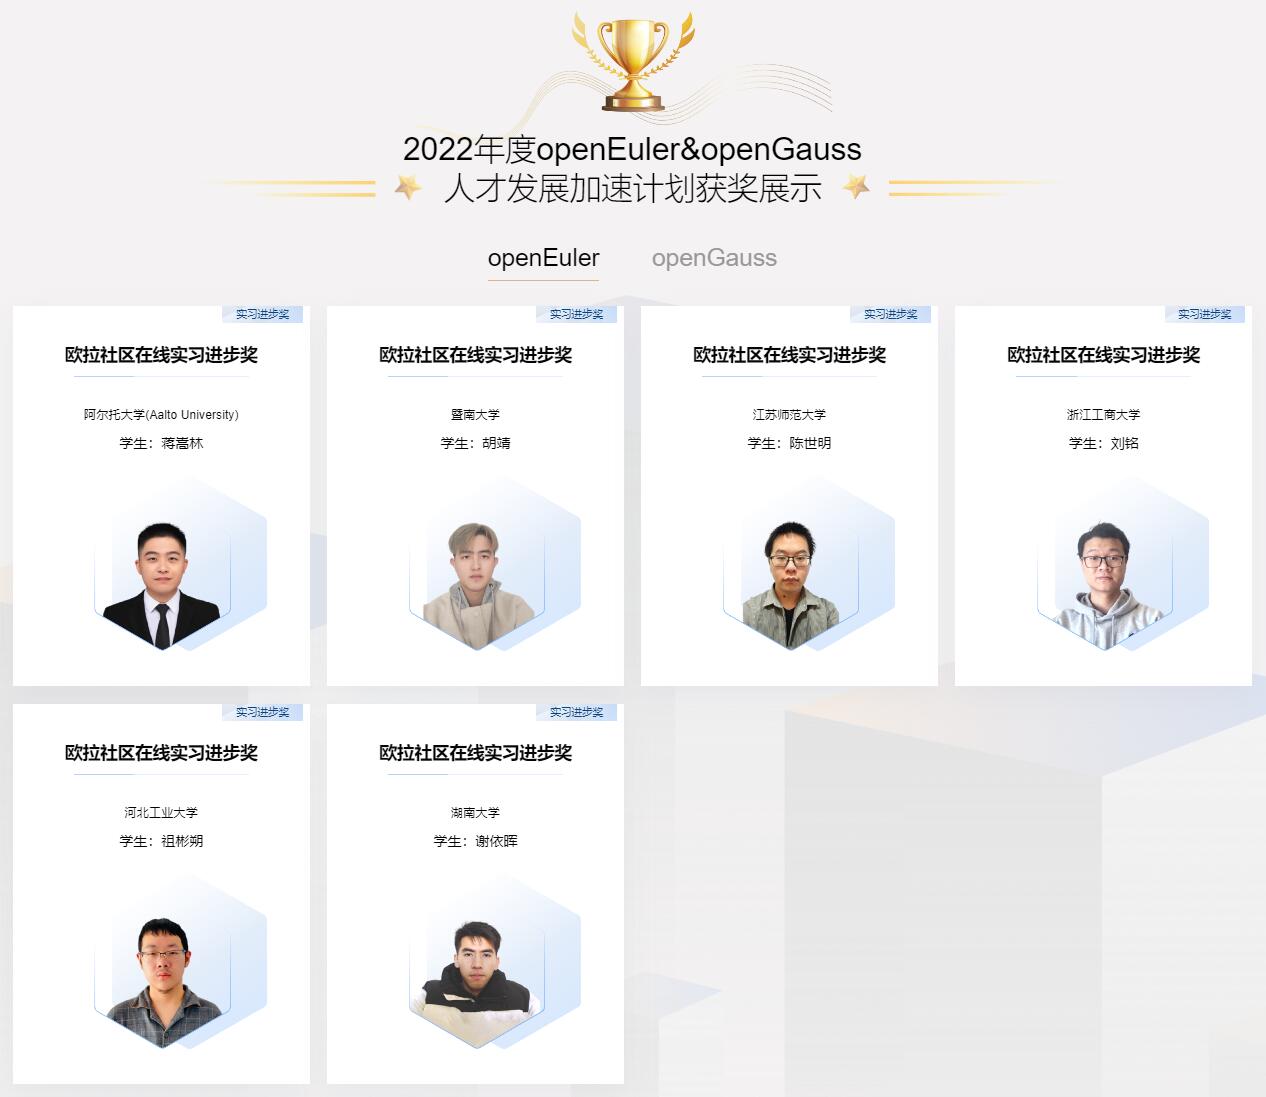 2022年度openEuler&openGauss
人才发展加速计划获奖展示
openEuler openGauss
实习进步奖
欧拉社区在线实习进步奖
阿尔托大学(Aalto University)
学生：蒋嵩林
实习进步奖
欧拉社区在线实习进步奖
暨南大学
学生：胡靖
实习进步奖
欧拉社区在线实习进步奖
江苏师范大学
学生：陈世明
实习进步奖
欧拉社区在线实习进步奖
浙江工商大学
学生：刘铭
实习进步奖
欧拉社区在线实习进步奖
河北工业大学
学生：祖彬朔
实习进步奖
欧拉社区在线实习进步奖
湖南大学
学生：谢依晖